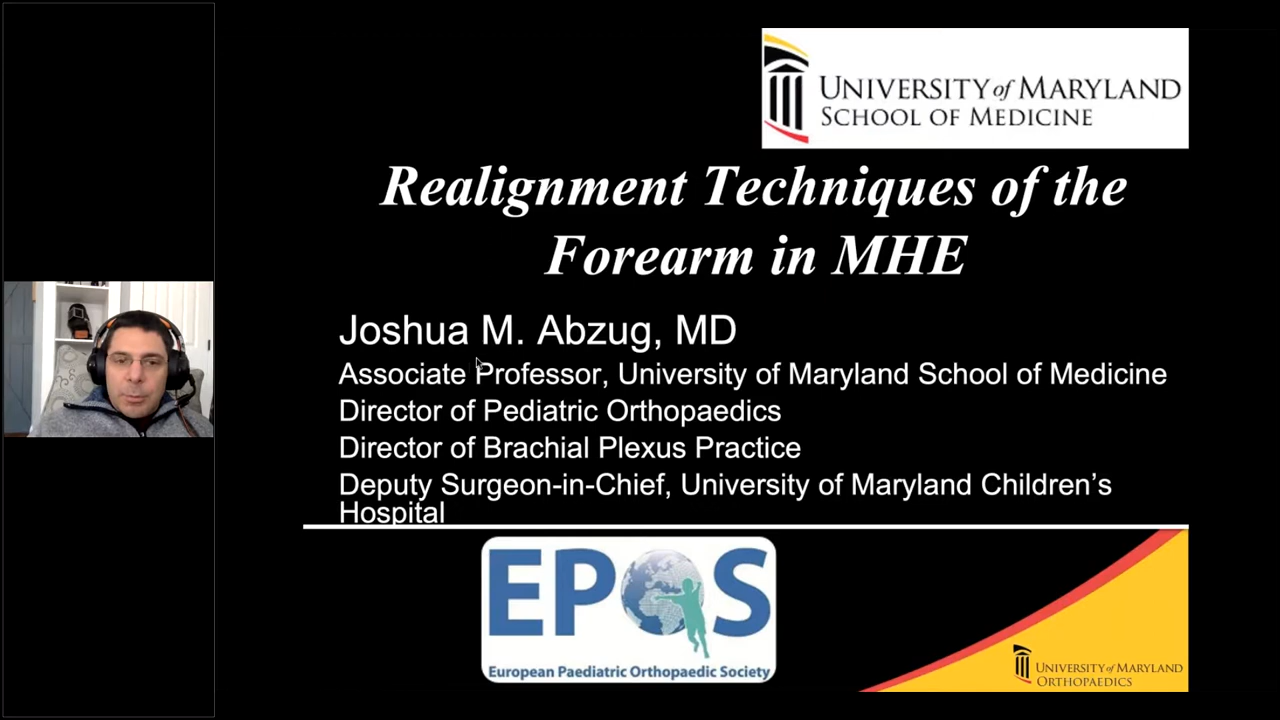 UNIVERSITY of MARYLAND
SCHOOL OF MEDICINE
Realignment Techniques of the
Forearm in MHE
Joshua M. Abzug, MD
Associate Professor, University of Maryland School of Medicine
Director of Pediatric Orthopaedics
Director of Brachial Plexus Practice
Deputy Surgeon-in-Chief, University of Maryland Children’s
Hospital
EPOS
European Paediatric Orthopaedic Society
UNIVERSITY of MARYLAND
ORTHOPAEDICS